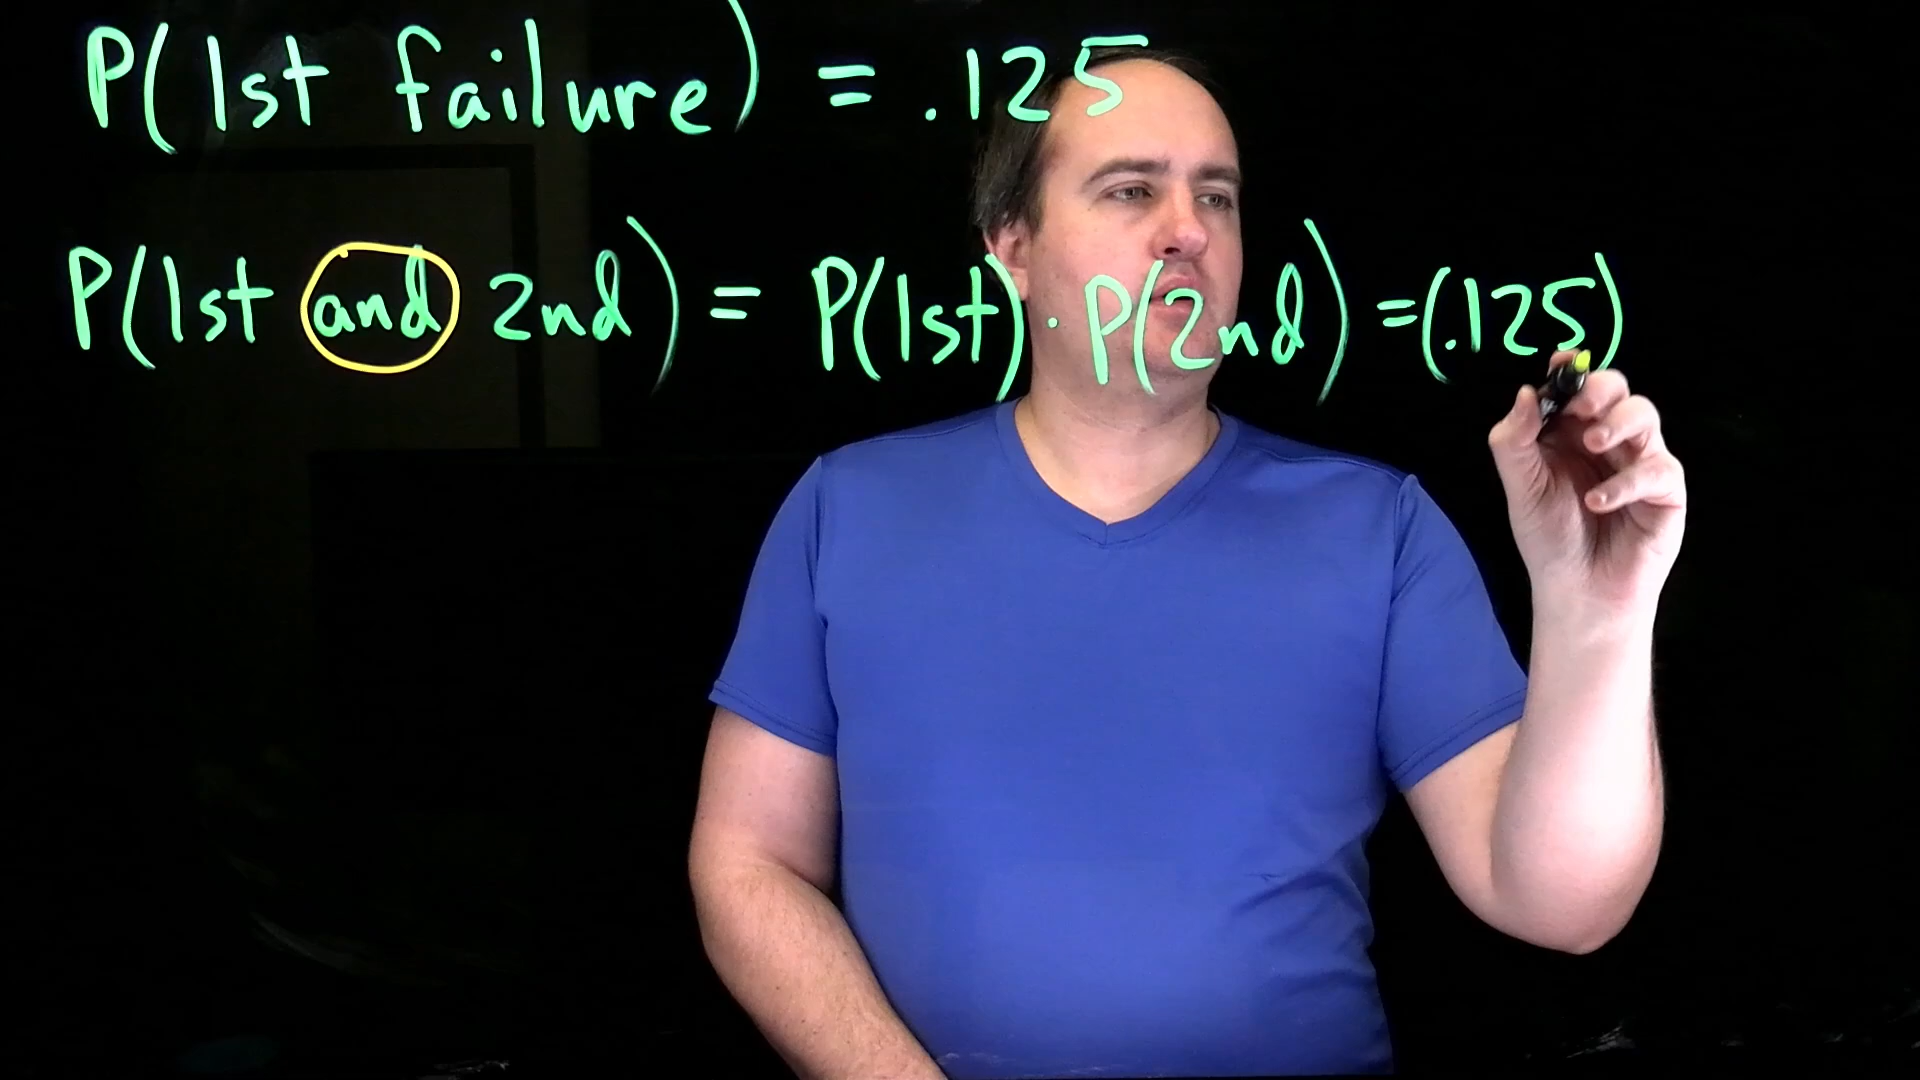 P(1st failure) = .125
P(1st and 2nd) = P(1st) · P(2nd) = (.125)